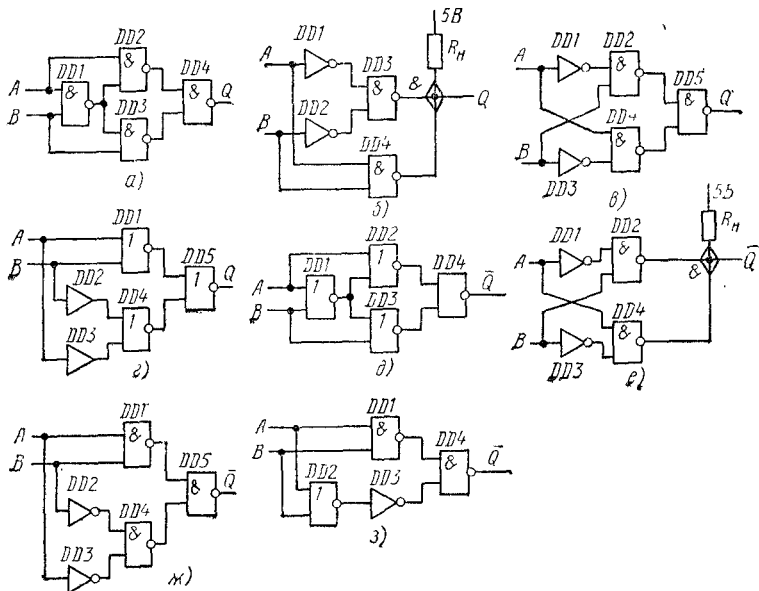 DD2
DD4
A
DD1
&
&
Q
B
&
DD3
&
а)
5В
A
DD1
Rн
DD3
&
&
Q
DD2
B
DD4
&
б)
DD1
DD2
A
&
DD5
&
Q
DD4
&
B
DD3
в)
DD1
A
1
DD5
B
DD2
1
Q
DD4
1
DD3
г)
DD2
DD1
1
DD4
A
1
DD3
Q̄
B
1
д)
5В
DD1
DD2
Rн
A
&
&
Q̄
DD4
B
&
DD3
е)
DD1
A
&
B
DD5
DD2
&
Q̄
DD4
&
DD3
ж)
DD1
A
&
DD4
B
DD2
DD3
&
Q̄
1
з)